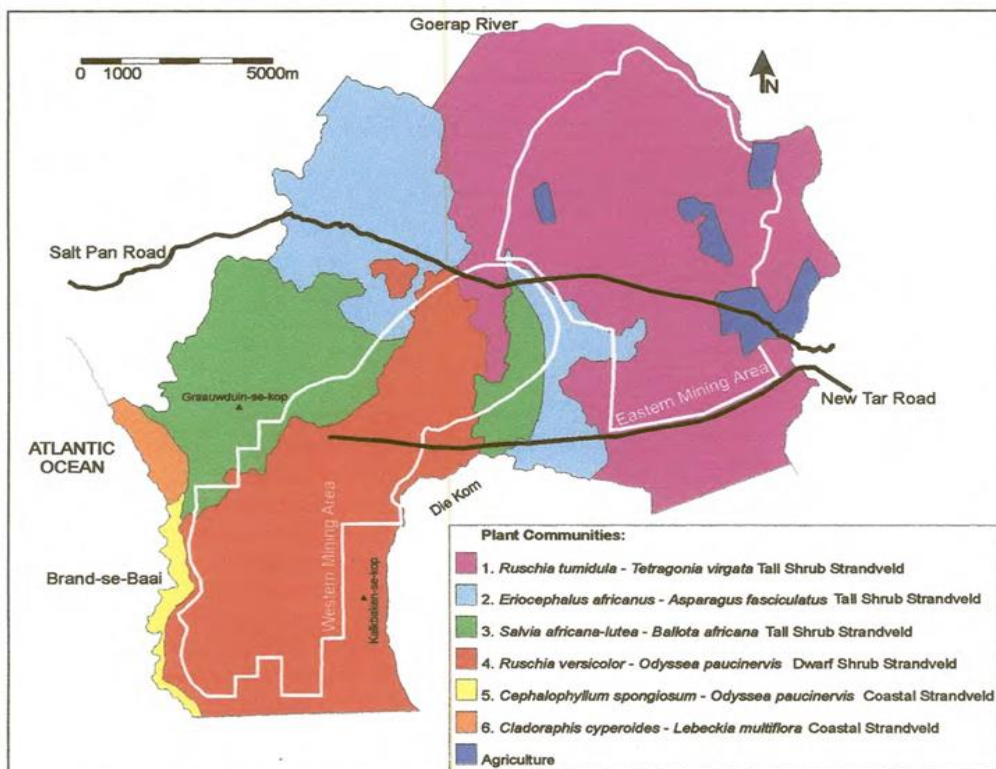 Goerap River
0 1000 5000m
N
Salt Pan Road
Graauwduin-se-kop
Eastern Mining Area
New Tar Road
ATLANTIC
OCEAN
Western Mining Area
Die Kom
Brand-se-Baai
Kalkbaken-se-kop
Plant Communities:
1. Ruschia tumidula - Tetragonia virgata Tall Shrub Strandveld
2. Eriocephalus africanus - Asparagus fasciculatus Tall Shrub Strandveld
3. Salvia africana-lutea - Ballota africana Tall Shrub Strandveld
4. Ruschia versicolor - Odyssea paucinervis Dwarf Shrub Strandveld
5. Cephalophyllum spongiosum - Odyssea paucinervis Coastal Strandveld
6. Cladoraphis cyperoides - Lebeckia multiflora Coastal Strandveld
Agriculture